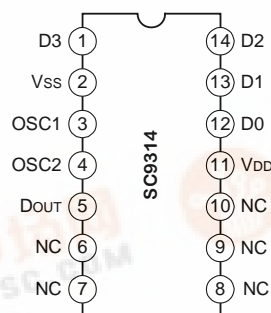 D3 1 14 D2
Vss 2 13 D1
OSC1 3 12 D0
OSC2 4 11 VDD
DOUT 5 10 NC
NC 6 9 NC
NC 7 8 NC
SC9314